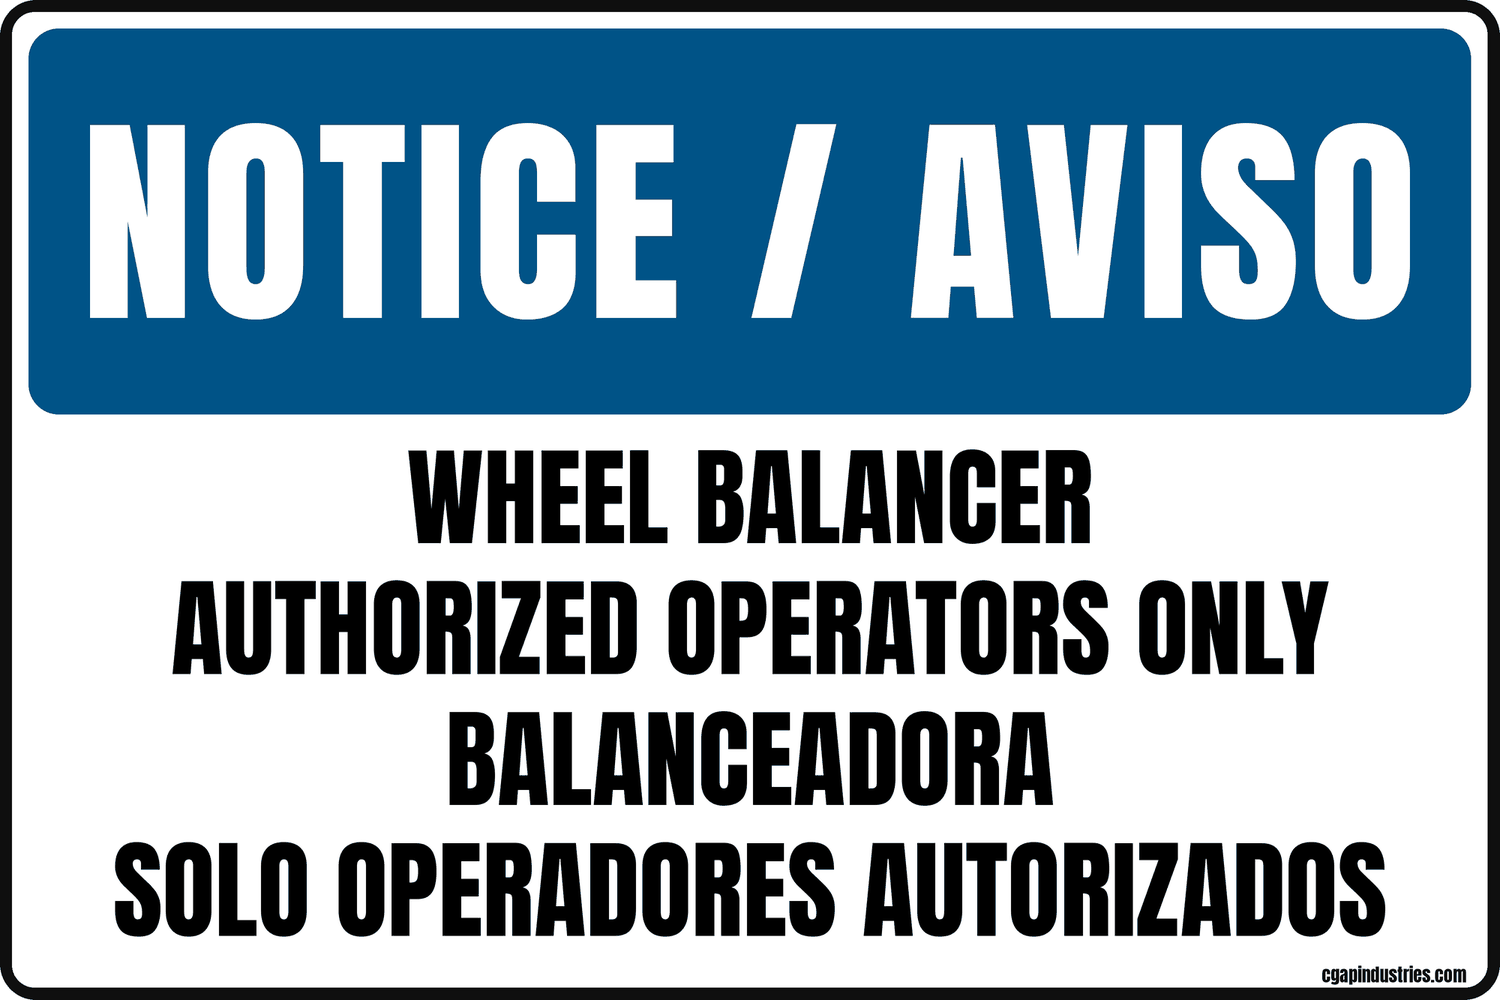 NOTICE / AVISO
WHEEL BALANCER
AUTHORIZED OPERATORS ONLY
BALANCEADORA
SOLO OPERADORES AUTORIZADOS
cgapindustries.com